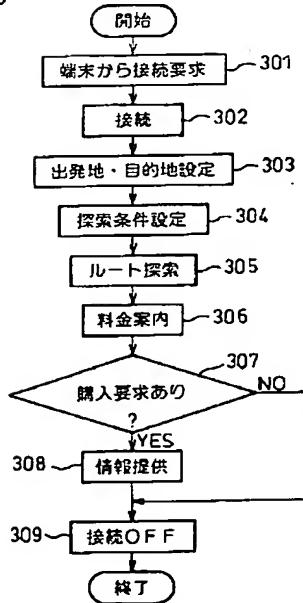 開始
端末から接続要求 301
接続 302
出発地・目的地設定 303
探索条件設定 304
ルート探索 305
料金案内 306
307
購入要求あり NO
?
YES
308 情報提供
309 接続OFF
終了